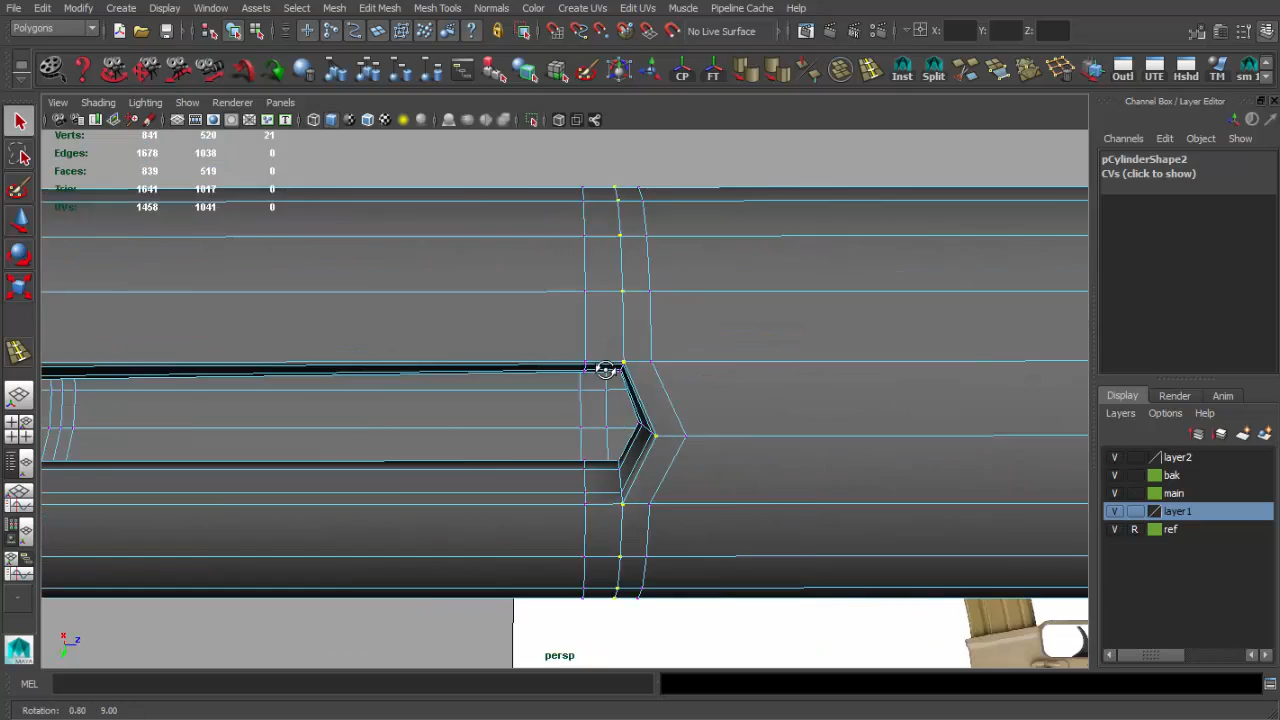 File Edit Modify Create Display Window Assets Select Mesh Edit Mesh Mesh Tools Normals Color Create UVs Edit UVs Muscle Pipeline Cache Help
Polygons No Live Surface X: Y: Z:
CP FT Inst Split Outl UTE Hshd TM sm 1
View Shading Lighting Show Renderer Panels
Channel Box / Layer Editor
Channels Edit Object Show
pCylinderShape2
CVs (click to show)
Verts: 841 520 21
Edges: 1678 1038 0
Faces: 839 519 0
Tris: 1641 1017 0
UVs: 1458 1041 0
Display Render Anim
Layers Options Help
V layer2
V bak
V main
V layer1
V R ref
x z y
persp
MAYA
MEL
Rotation: 0.80 9.00